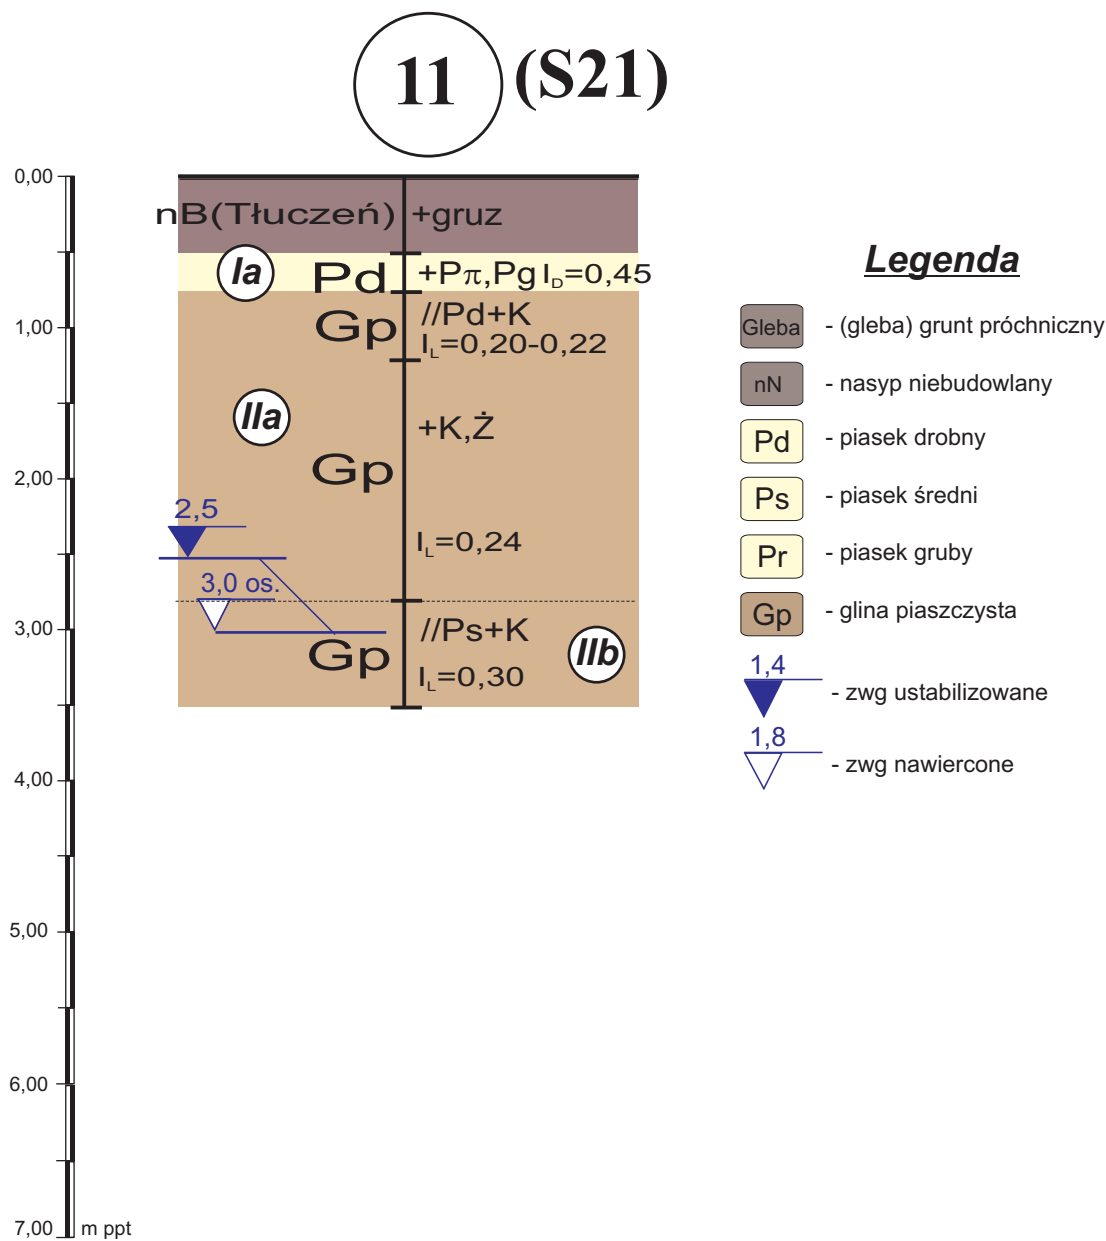 11 (S21)
0,00
nB(Tłuczeń) +gruz
Ia Pd +Pπ,Pg I_D=0,45
Gp //Pd+K
I_L=0,20-0,22
1,00
IIa
+K,Ż
Gp
2,00
2,5
I_L=0,24
3,0 os.
3,00
Gp //Ps+K
IIb
I_L=0,30
4,00
5,00
6,00
7,00 m ppt
Legenda
Gleba - (gleba) grunt próchniczny
nN - nasyp niebudowlany
Pd - piasek drobny
Ps - piasek średni
Pr - piasek gruby
Gp - glina piaszczysta
1,4 - zwg ustabilizowane
1,8 - zwg nawiercone